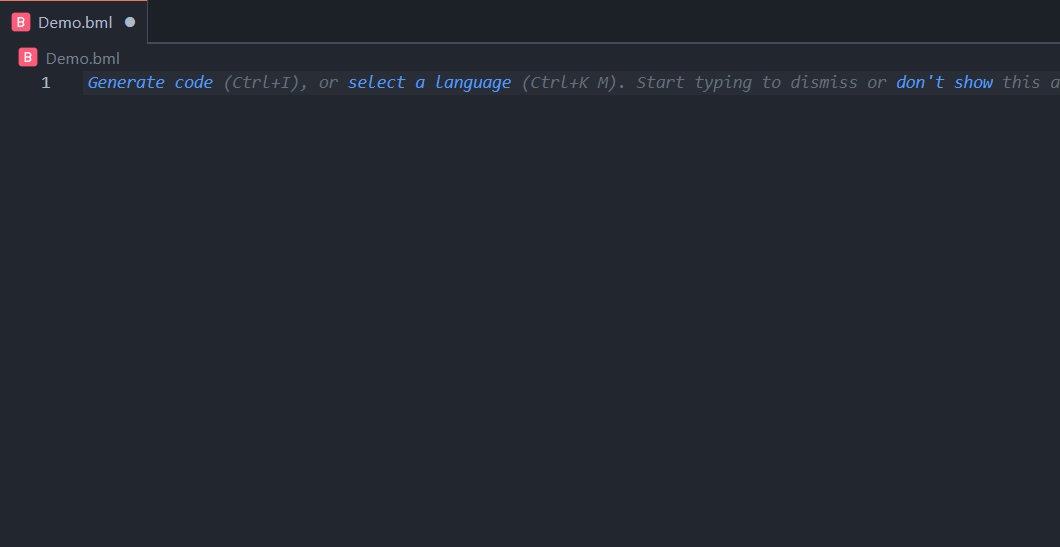 B Demo.bml
B Demo.bml
1 Generate code (Ctrl+I), or select a language (Ctrl+K M). Start typing to dismiss or don't show this a